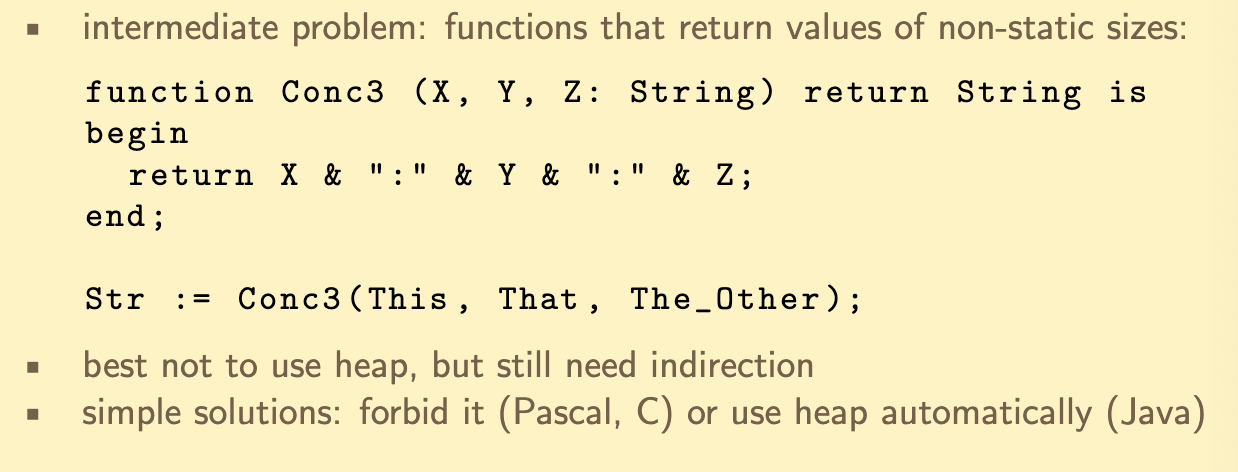 ▪ intermediate problem: functions that return values of non-static sizes:
function Conc3 (X, Y, Z: String) return String is
begin
  return X & ":" & Y & ":" & Z;
end;
Str := Conc3(This, That, The_Other);
▪ best not to use heap, but still need indirection
▪ simple solutions: forbid it (Pascal, C) or use heap automatically (Java)